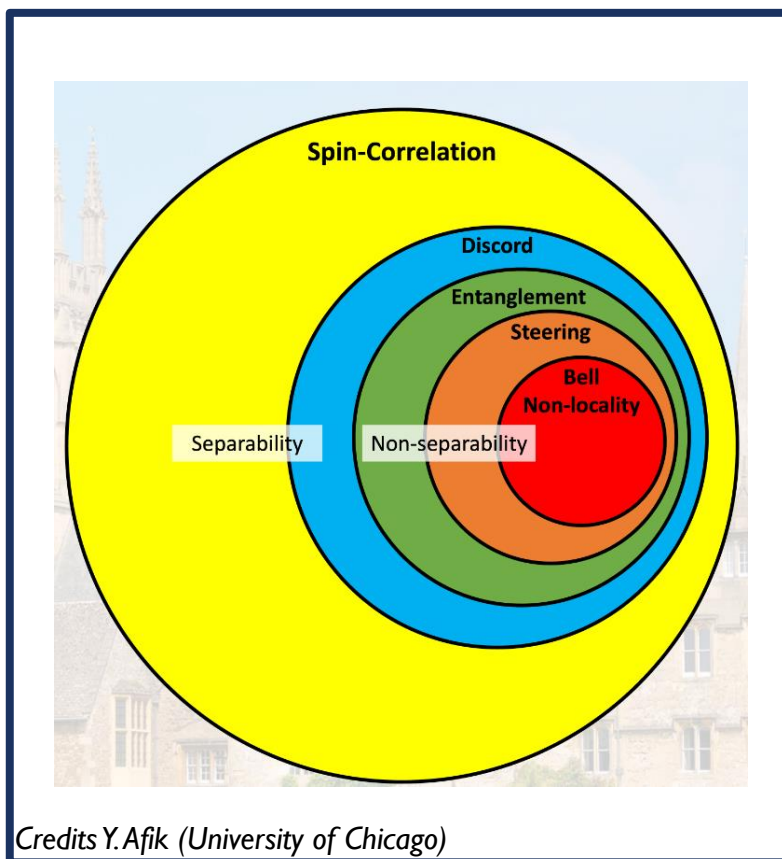 Spin-Correlation
Discord
Entanglement
Steering
Bell
Non-locality
Separability
Non-separability
Credits Y. Afik (University of Chicago)